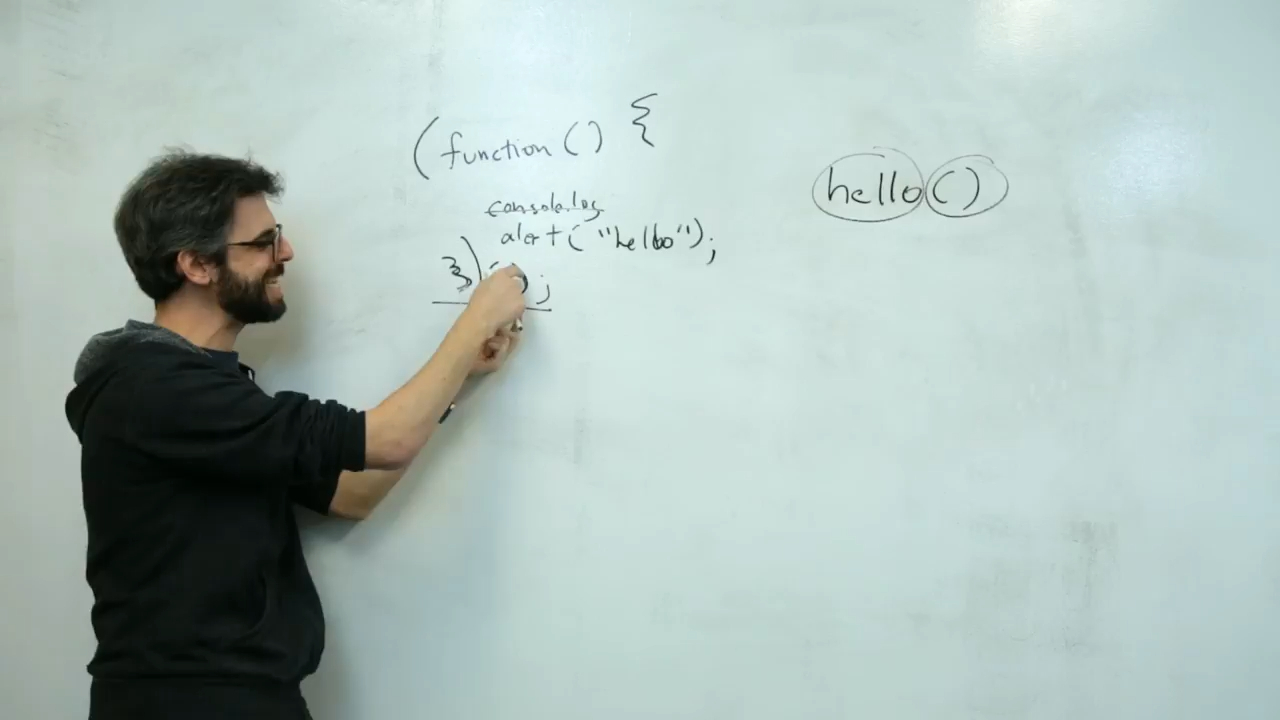 (function() {
console.log
alert("hello");
})();
hello()